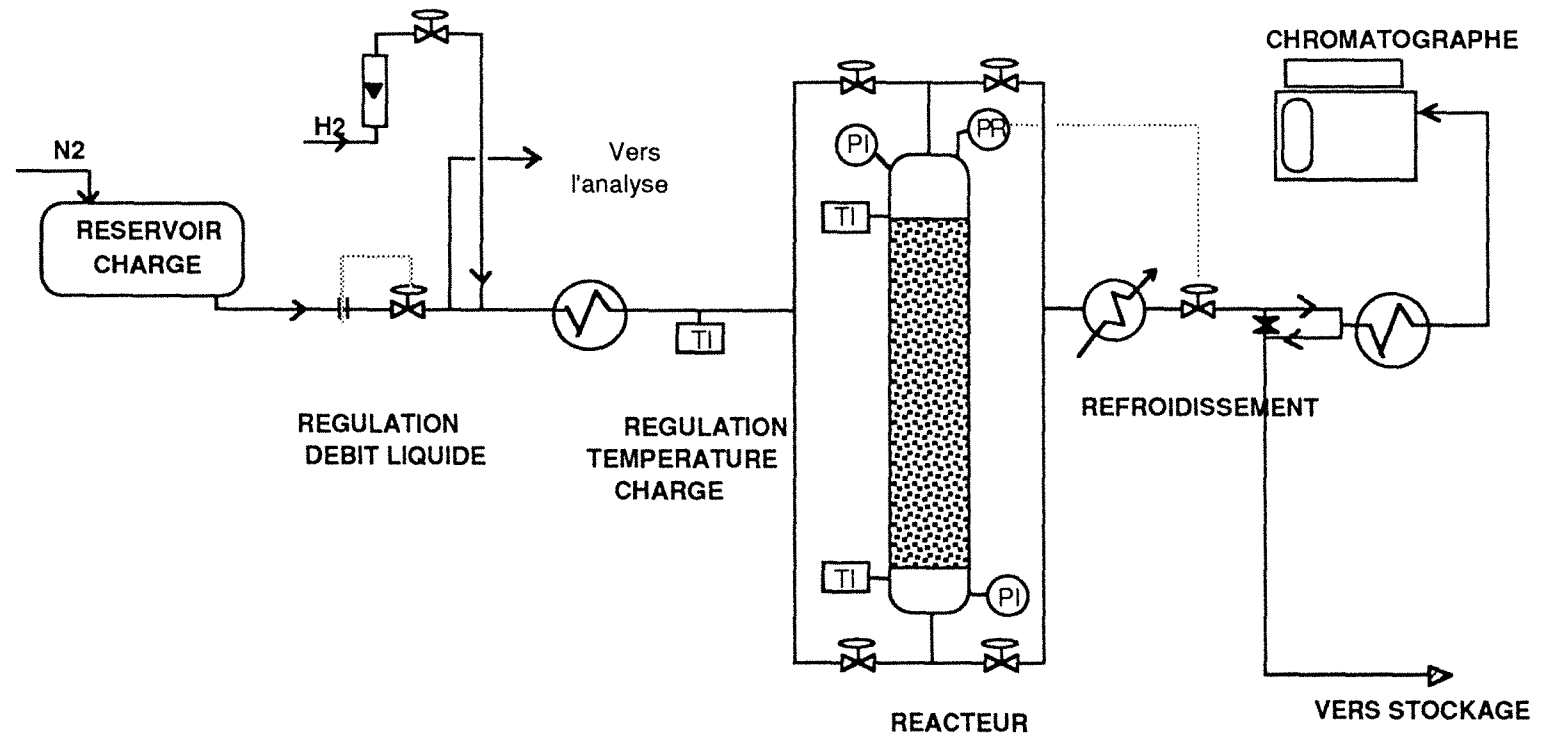 CHROMATOGRAPHE
H2
N2
Vers
l'analyse
PI
PR
TI
RESERVOIR
CHARGE
TI
REGULATION
DEBIT LIQUIDE
REGULATION
TEMPERATURE
CHARGE
REFROIDISSEMENT
TI
PI
REACTEUR
VERS STOCKAGE